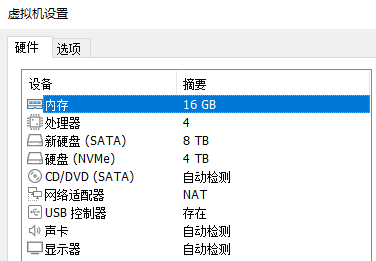 虚拟机设置
硬件 选项
设备 摘要
内存 16 GB
处理器 4
新硬盘 (SATA) 8 TB
硬盘 (NVMe) 4 TB
CD/DVD (SATA) 自动检测
网络适配器 NAT
USB 控制器 存在
声卡 自动检测
显示器 自动检测